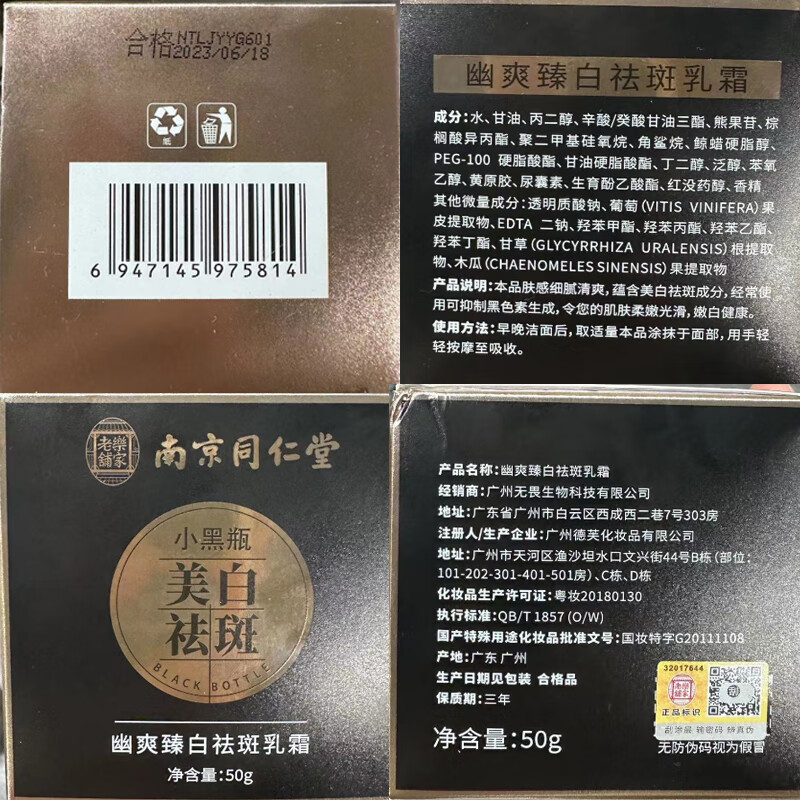 合格 NTLJYYG601
2023/06/18
纸
6 947145 975814
幽爽臻白祛斑乳霜
成分:水、甘油、丙二醇、辛酸/癸酸甘油三酯、熊果苷、棕
榈酸异丙酯、聚二甲基硅氧烷、角鲨烷、鲸蜡硬脂醇、
PEG-100 硬脂酸酯、甘油硬脂酸酯、丁二醇、泛醇、苯氧
乙醇、黄原胶、尿囊素、生育酚乙酸酯、红没药醇、香精
其他微量成分:透明质酸钠、葡萄(VITIS VINIFERA)果
皮提取物、EDTA 二钠、羟苯甲酯、羟苯丙酯、羟苯乙酯、
羟苯丁酯、甘草(GLYCYRRHIZA URALENSIS)根提取
物、木瓜(CHAENOMELES SINENSIS)果提取物
产品说明:本品肤感细腻清爽,蕴含美白祛斑成分,经常使
用可抑制黑色素生成,令您的肌肤柔嫩光滑,嫩白健康。
使用方法:早晚洁面后,取适量本品涂抹于面部,用手轻
轻按摩至吸收。
老铺 樂家
南京同仁堂
小黑瓶
美白
祛斑
BLACK BOTTLE
幽爽臻白祛斑乳霜
净含量:50g
产品名称:幽爽臻白祛斑乳霜
经销商:广州无畏生物科技有限公司
地址:广东省广州市白云区西成西二巷7号303房
注册人/生产企业:广州德芙化妆品有限公司
地址:广州市天河区渔沙坦水口文兴街44号B栋(部位:
101-202-301-401-501房)、C栋、D栋
化妆品生产许可证:粤妆20180130
执行标准:QB/T 1857 (O/W)
国产特殊用途化妆品批准文号:国妆特字G20111108
产地:广东 广州
生产日期见包装 合格品
保质期:三年
净含量:50g
32017644
正品标识
刮涂层 输密码 辨真伪
无防伪码视为假冒